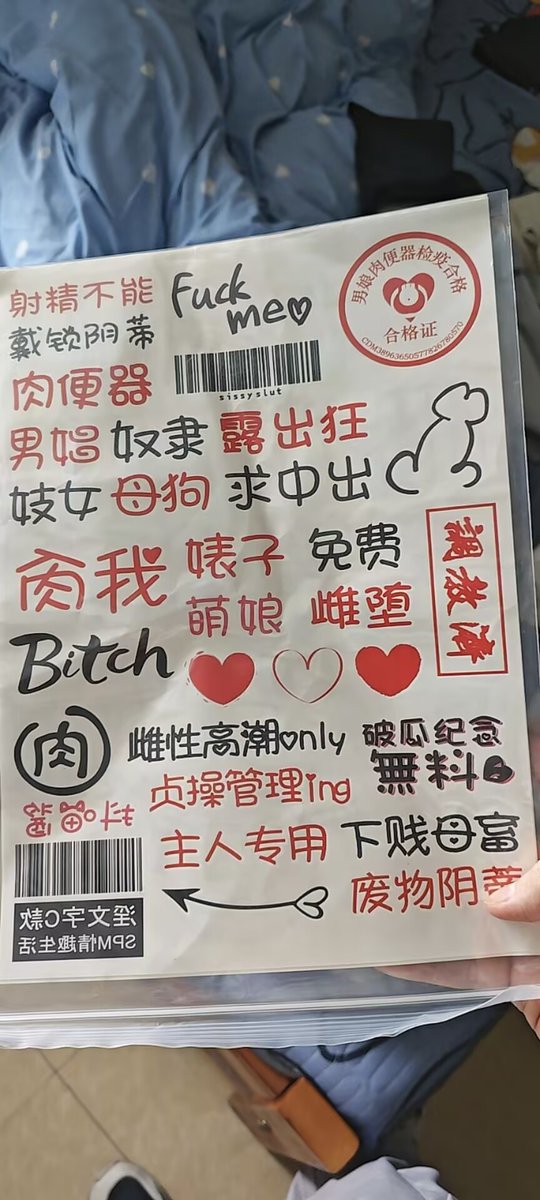 射精不能
Fuck me
男娘肉便器检疫合格
合格证
戴锁阴蒂
肉便器
sissyslut
男娼 奴隶 露出狂
妓女 母狗 求中出
肉我 婊子 免费
萌娘 雌堕
Bitch
肉
雌性高潮only
破瓜纪念
無料
贞操管理ing
主人专用 下贱母畜
废物阴蒂
淫文字C款
SPM情趣生活